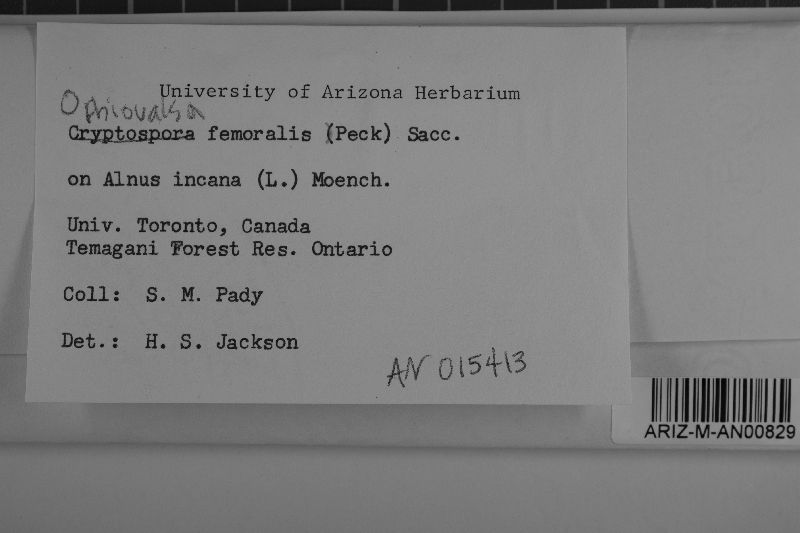 University of Arizona Herbarium
Ophiovalsa
Cryptospora femoralis (Peck) Sacc.
on Alnus incana (L.) Moench.
Univ. Toronto, Canada
Temagani Forest Res. Ontario
Coll: S. M. Pady
Det.: H. S. Jackson
AN 015413
ARIZ-M-AN00829